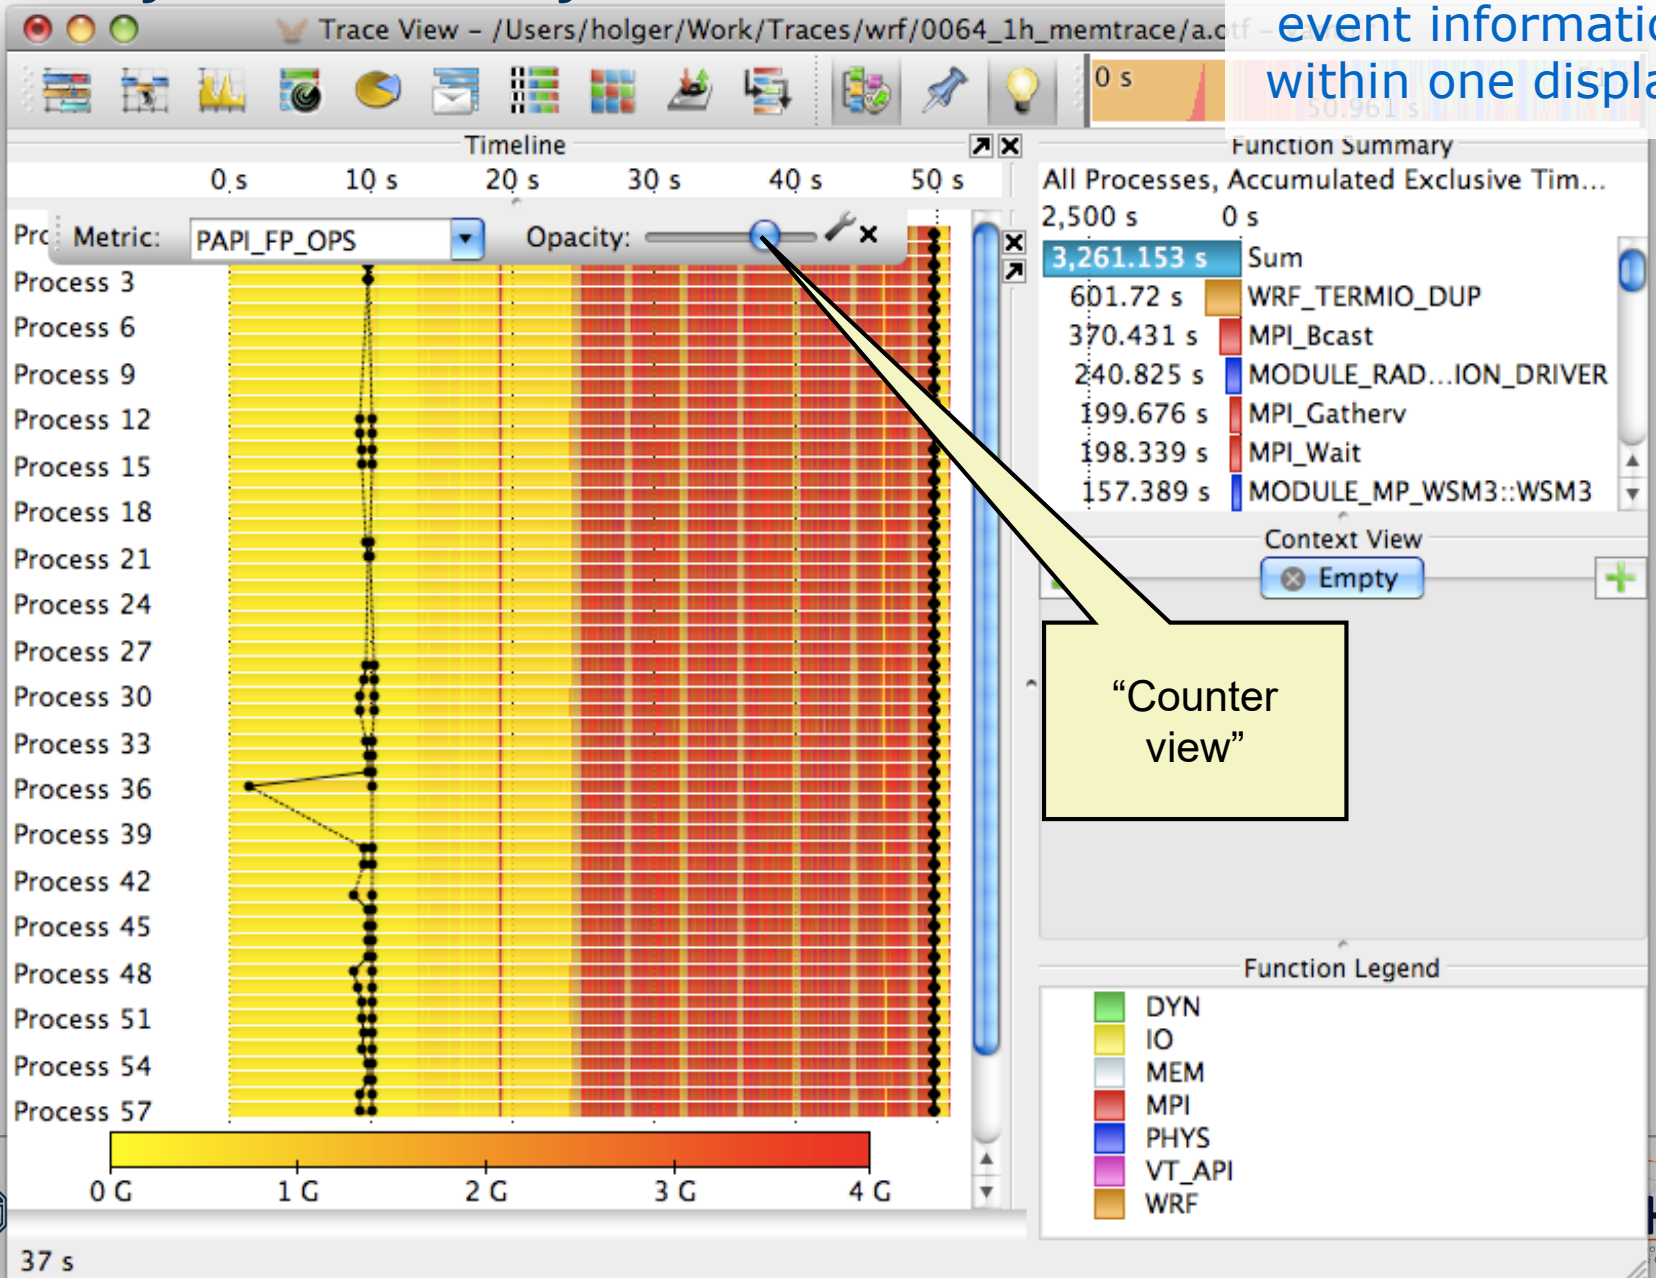 event informatio
within one displa
Trace View – /Users/holger/Work/Traces/wrf/0064_1h_memtrace/a.otf –
0 s
50.961 s
Timeline
0 s 10 s 20 s 30 s 40 s 50 s
Metric: PAPI_FP_OPS Opacity:
Process 3
Process 6
Process 9
Process 12
Process 15
Process 18
Process 21
Process 24
Process 27
Process 30
Process 33
Process 36
Process 39
Process 42
Process 45
Process 48
Process 51
Process 54
Process 57
0 G 1 G 2 G 3 G 4 G
37 s
Function Summary
All Processes, Accumulated Exclusive Tim...
2,500 s 0 s
3,261.153 s Sum
601.72 s WRF_TERMIO_DUP
370.431 s MPI_Bcast
240.825 s MODULE_RAD...ION_DRIVER
199.676 s MPI_Gatherv
198.339 s MPI_Wait
157.389 s MODULE_MP_WSM3::WSM3
Context View
Empty
“Counter
view”
Function Legend
DYN
IO
MEM
MPI
PHYS
VT_API
WRF